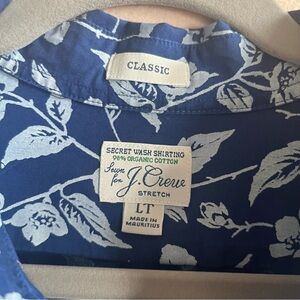 CLASSIC
SECRET WASH SHIRTING
98% ORGANIC COTTON
Sewn
for J.Crew
STRETCH
LT
MADE IN
MAURITIUS